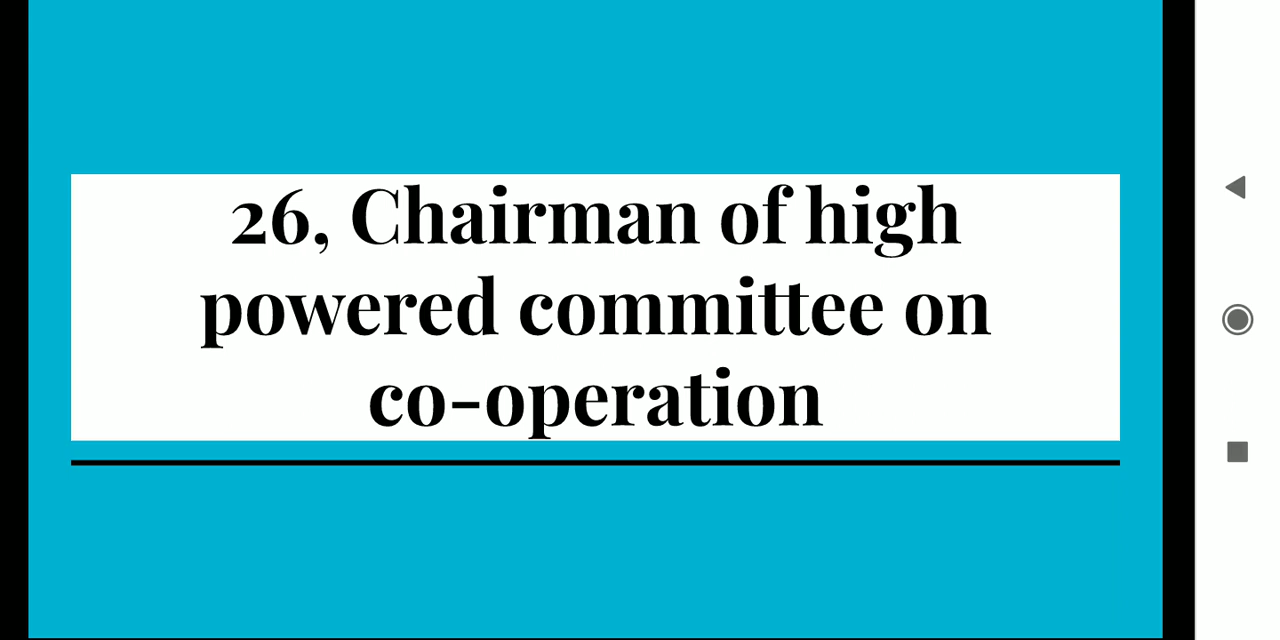 26, Chairman of high
powered committee on
co-operation